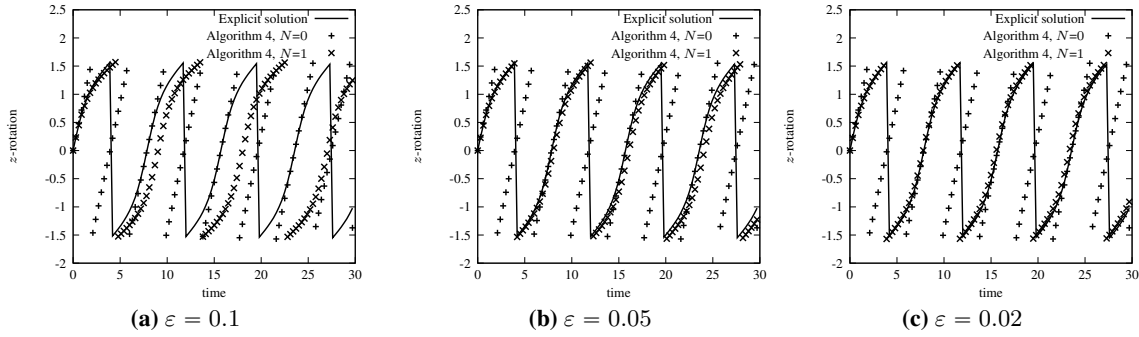 2.5
2
1.5
1
0.5
0
-0.5
-1
-1.5
-2
z-rotation
0 5 10 15 20 25 30
time
Explicit solution
Algorithm 4, N=0
Algorithm 4, N=1
(a) ε = 0.1
2.5
2
1.5
1
0.5
0
-0.5
-1
-1.5
-2
z-rotation
0 5 10 15 20 25 30
time
Explicit solution
Algorithm 4, N=0
Algorithm 4, N=1
(b) ε = 0.05
2.5
2
1.5
1
0.5
0
-0.5
-1
-1.5
-2
z-rotation
0 5 10 15 20 25 30
time
Explicit solution
Algorithm 4, N=0
Algorithm 4, N=1
(c) ε = 0.02